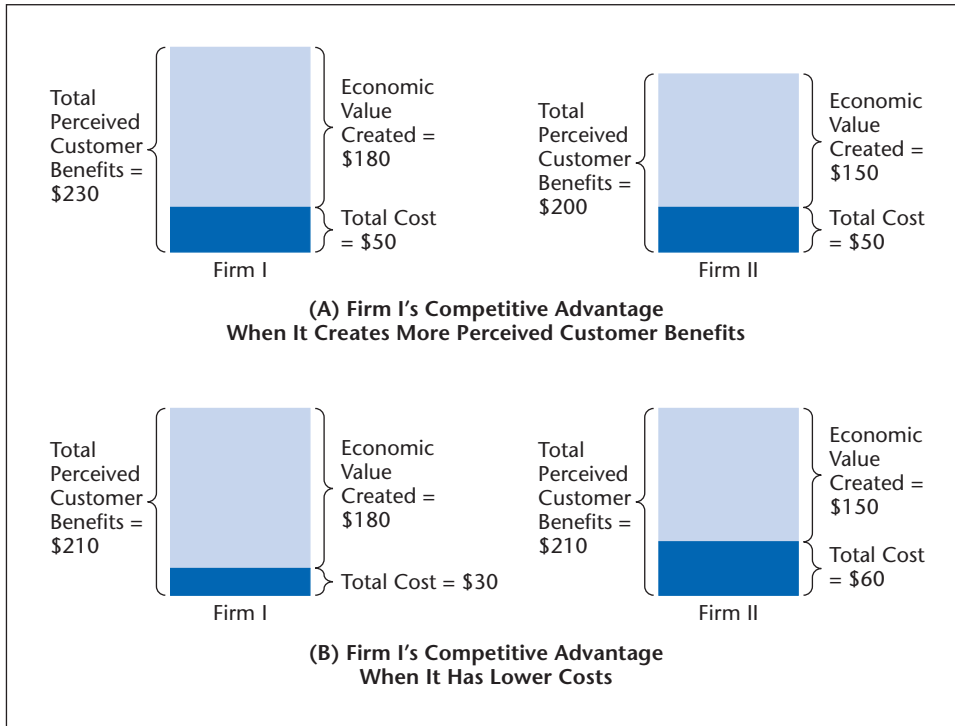 Total
Perceived
Customer
Benefits =
$230
Economic
Value
Created =
$180
Total Cost
= $50
Firm I
Total
Perceived
Customer
Benefits =
$200
Economic
Value
Created =
$150
Total Cost
= $50
Firm II
(A) Firm I’s Competitive Advantage
When It Creates More Perceived Customer Benefits
Total
Perceived
Customer
Benefits =
$210
Economic
Value
Created =
$180
Total Cost = $30
Firm I
Total
Perceived
Customer
Benefits =
$210
Economic
Value
Created =
$150
Total Cost
= $60
Firm II
(B) Firm I’s Competitive Advantage
When It Has Lower Costs